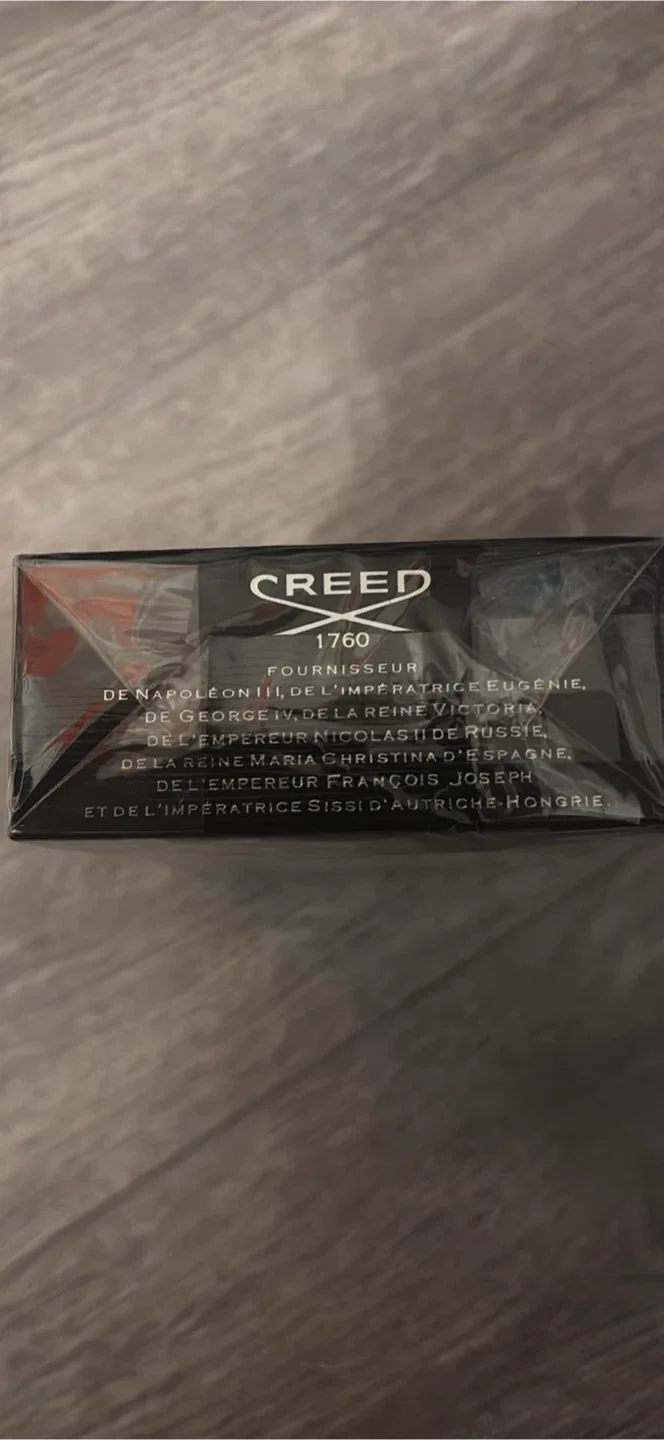 CREED
1760
FOURNISSEUR
DE NAPOLÉON III, DE L'IMPÉRATRICE EUGÉNIE,
DE GEORGE IV, DE LA REINE VICTORIA,
DE L'EMPEREUR NICOLAS II DE RUSSIE,
DE LA REINE MARIA CHRISTINA D'ESPAGNE,
DE L'EMPEREUR FRANÇOIS JOSEPH
ET DE L'IMPÉRATRICE SISSI D'AUTRICHE-HONGRIE.